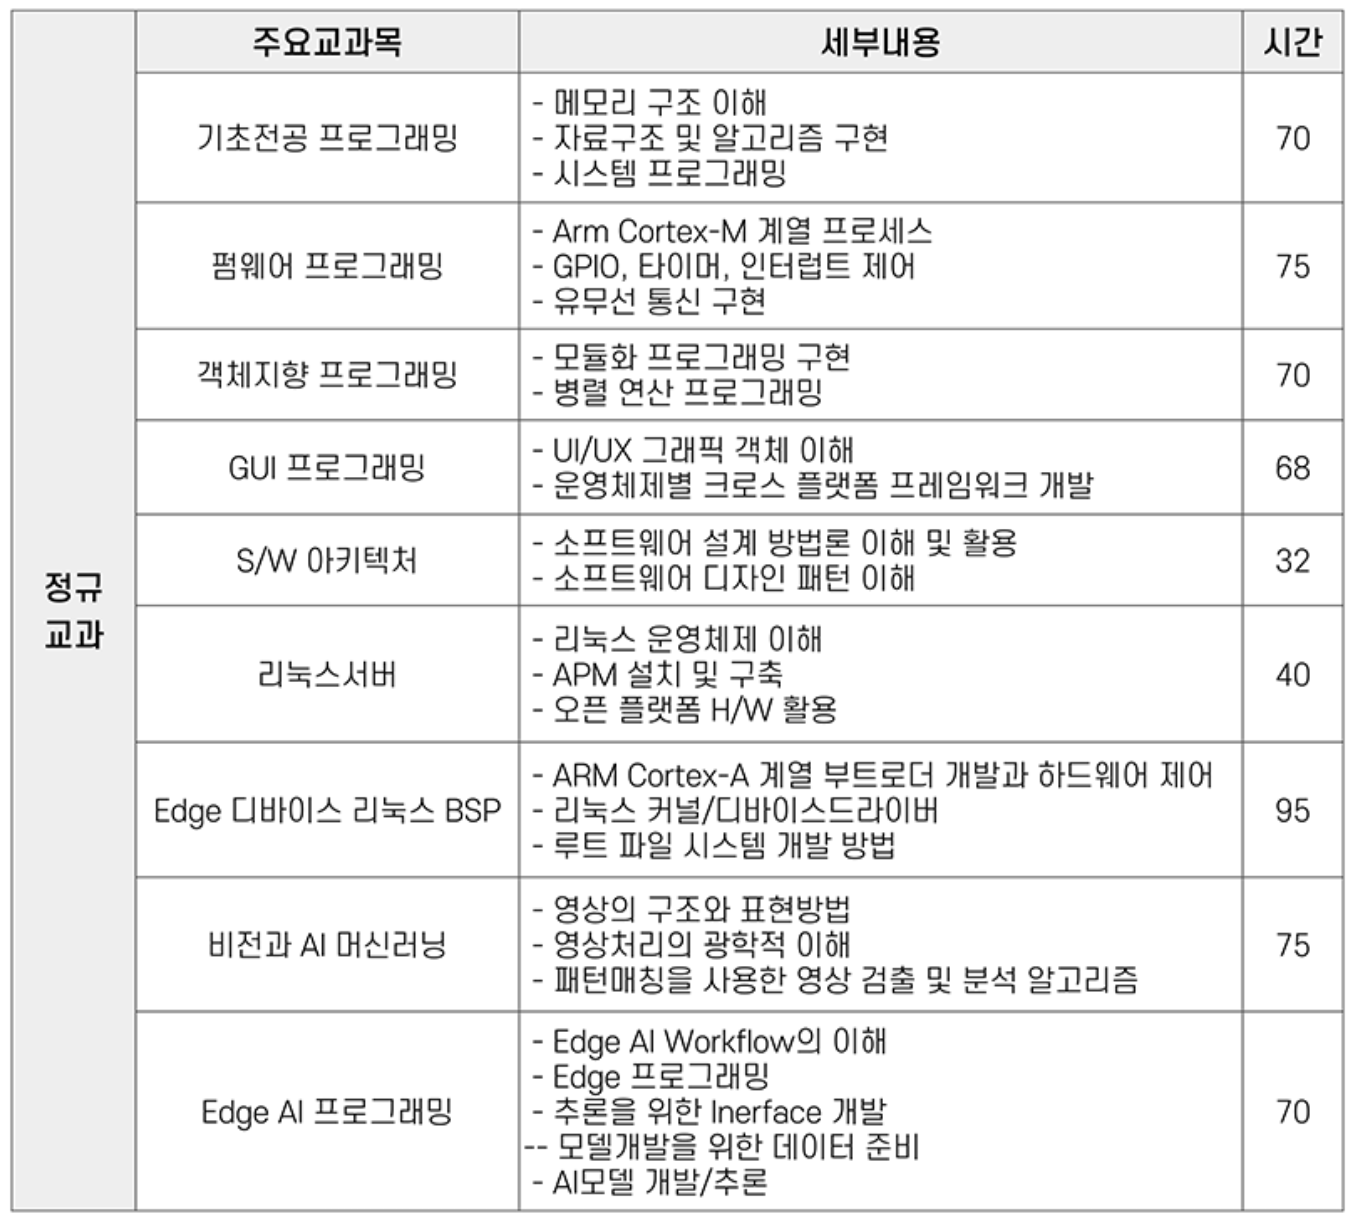 주요교과목 세부내용 시간
정규
교과
기초전공 프로그래밍
- 메모리 구조 이해
- 자료구조 및 알고리즘 구현
- 시스템 프로그래밍
70
펌웨어 프로그래밍
- Arm Cortex-M 계열 프로세스
- GPIO, 타이머, 인터럽트 제어
- 유무선 통신 구현
75
객체지향 프로그래밍
- 모듈화 프로그래밍 구현
- 병렬 연산 프로그래밍
70
GUI 프로그래밍
- UI/UX 그래픽 객체 이해
- 운영체제별 크로스 플랫폼 프레임워크 개발
68
S/W 아키텍처
- 소프트웨어 설계 방법론 이해 및 활용
- 소프트웨어 디자인 패턴 이해
32
리눅스서버
- 리눅스 운영체제 이해
- APM 설치 및 구축
- 오픈 플랫폼 H/W 활용
40
Edge 디바이스 리눅스 BSP
- ARM Cortex-A 계열 부트로더 개발과 하드웨어 제어
- 리눅스 커널/디바이스드라이버
- 루트 파일 시스템 개발 방법
95
비전과 AI 머신러닝
- 영상의 구조와 표현방법
- 영상처리의 광학적 이해
- 패턴매칭을 사용한 영상 검출 및 분석 알고리즘
75
Edge AI 프로그래밍
- Edge AI Workflow의 이해
- Edge 프로그래밍
- 추론을 위한 Inerface 개발
-- 모델개발을 위한 데이터 준비
- AI모델 개발/추론
70